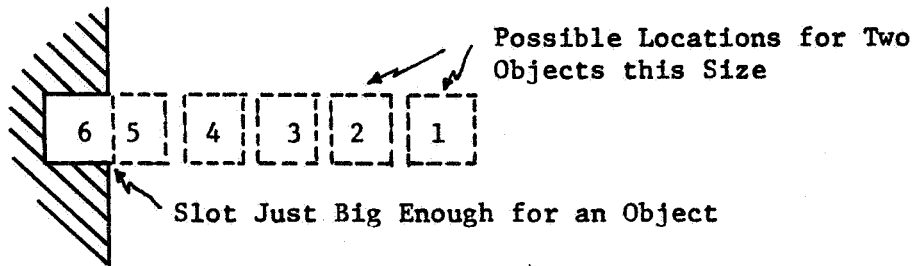 Possible Locations for Two
Objects this Size
6 5 4 3 2 1
Slot Just Big Enough for an Object